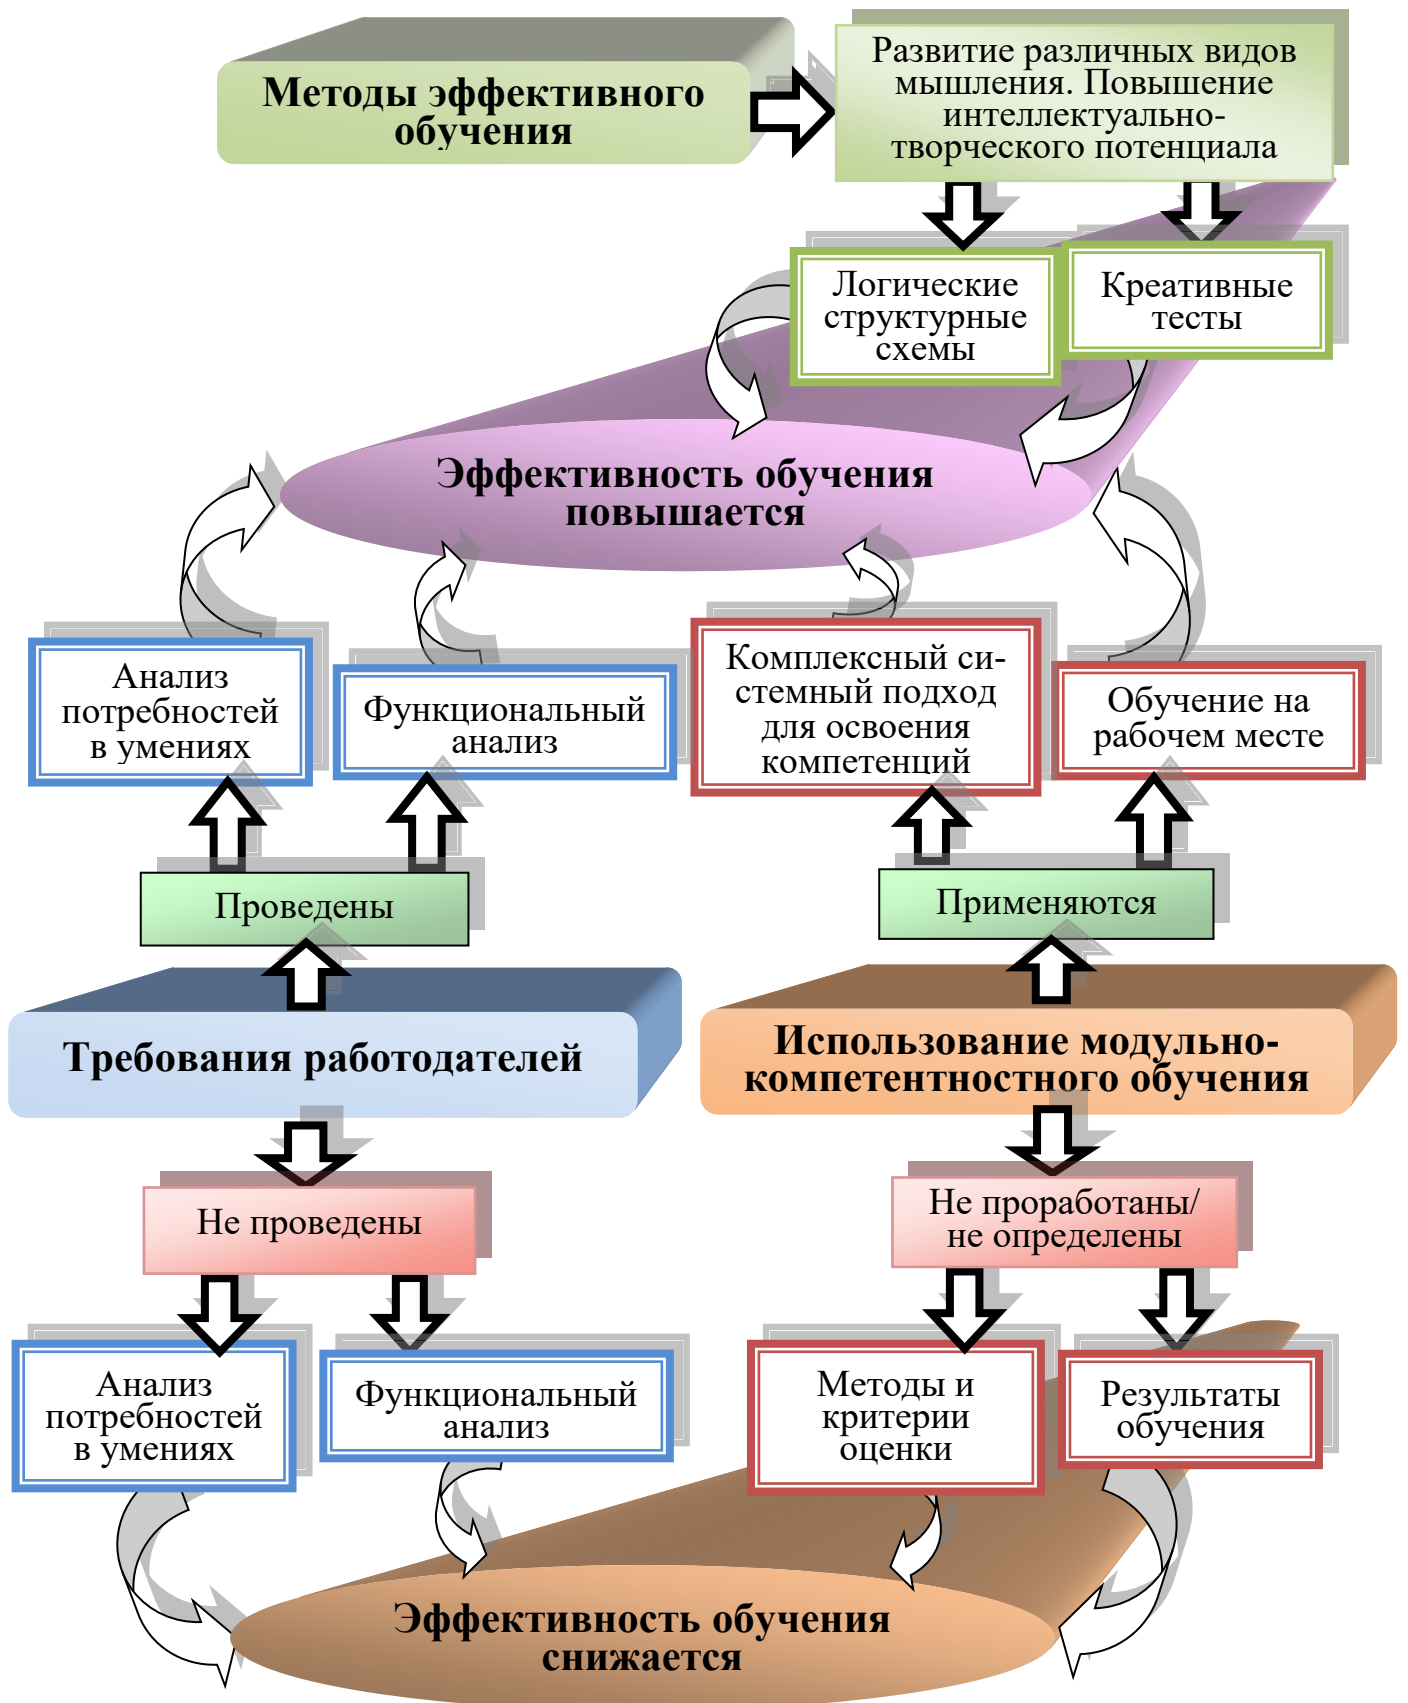 Методы эффективного
обучения
Развитие различных видов
мышления. Повышение
интеллектуально-
творческого потенциала
Логические
структурные
схемы
Креативные
тесты
Эффективность обучения
повышается
Анализ
потребностей
в умениях
Функциональный
анализ
Комплексный си-
стемный подход
для освоения
компетенций
Обучение на
рабочем месте
Проведены
Применяются
Требования работодателей
Использование модульно-
компетентностного обучения
Не проведены
Не проработаны/
не определены
Анализ
потребностей
в умениях
Функциональный
анализ
Методы и
критерии
оценки
Результаты
обучения
Эффективность обучения
снижается